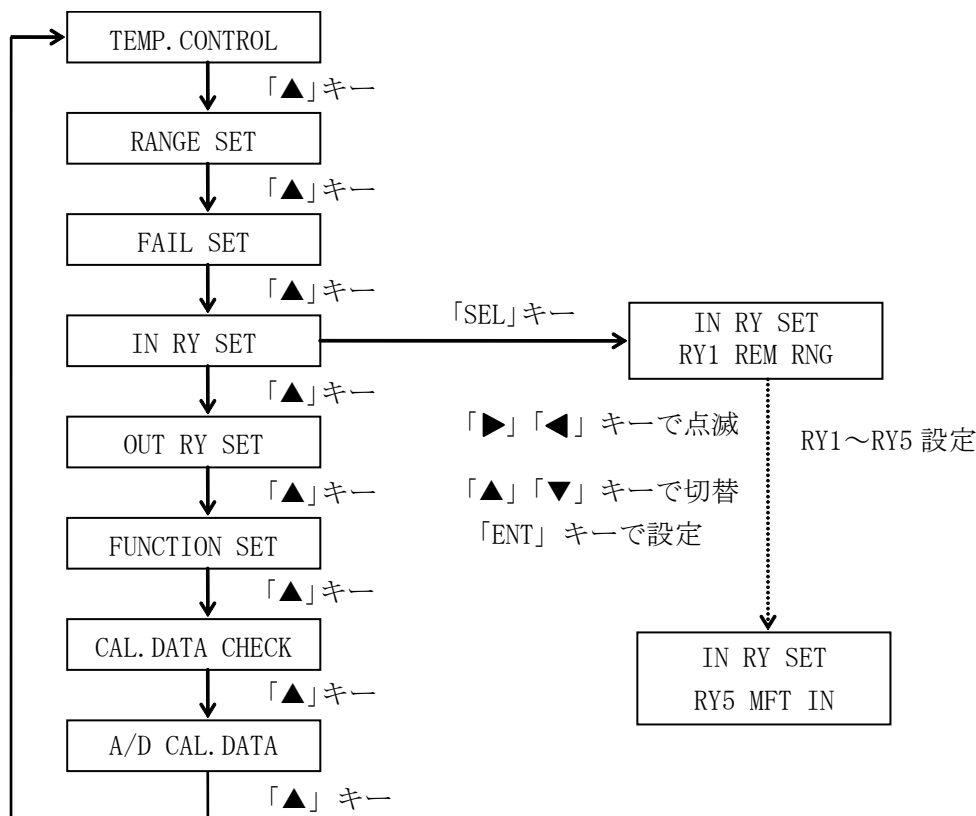 TEMP.CONTROL
「▲」キー
RANGE SET
「▲」キー
FAIL SET
「▲」キー
IN RY SET
「▲」キー
OUT RY SET
「▲」キー
FUNCTION SET
「▲」キー
CAL.DATA CHECK
「▲」キー
A/D CAL.DATA
「▲」キー
「SEL」キー
IN RY SET
RY1 REM RNG
「▶」「◀」キーで点滅
「▲」「▼」キーで切替
「ENT」キーで設定
RY1～RY5 設定
IN RY SET
RY5 MFT IN